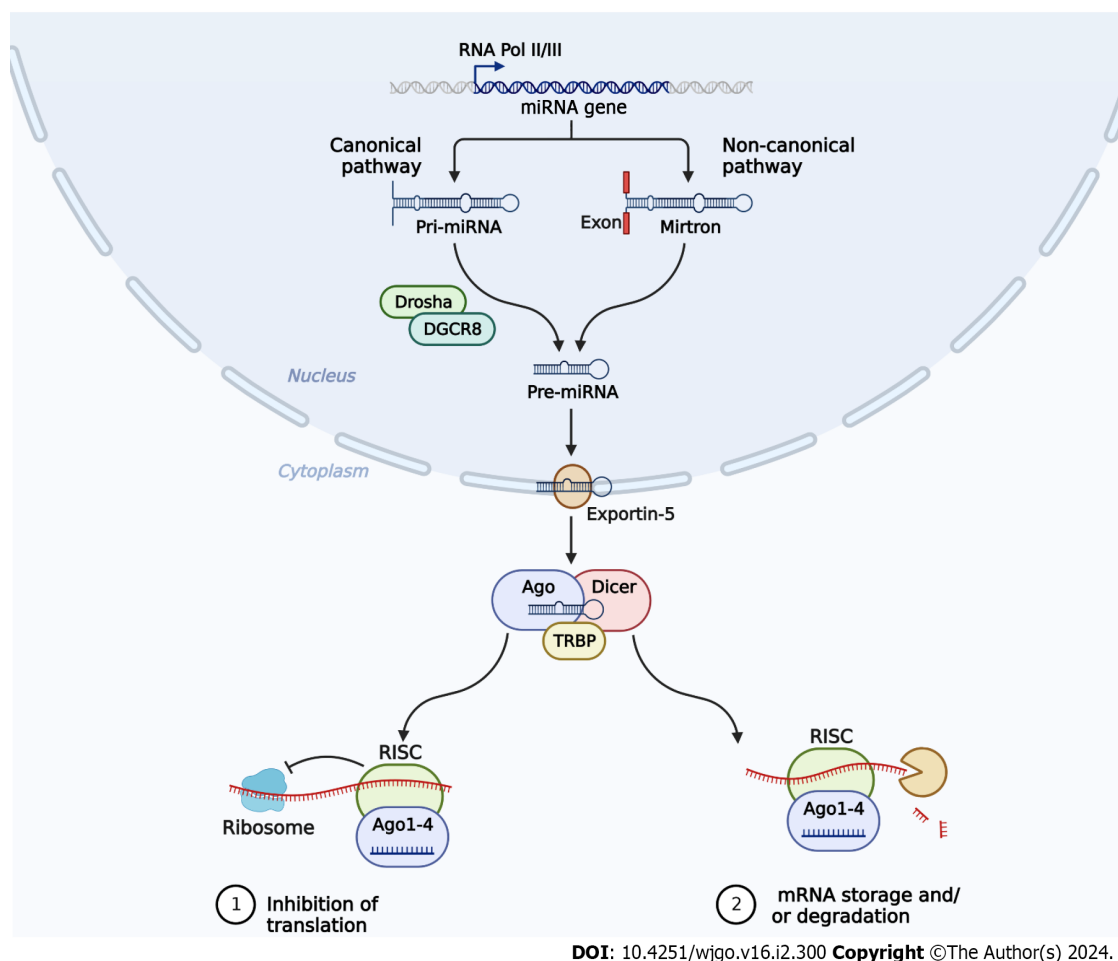 RNA Pol II/III
miRNA gene
Canonical
pathway
Non-canonical
pathway
Pri-miRNA
Exon
Mirtron
Drosha
DGCR8
Nucleus
Pre-miRNA
Cytoplasm
Exportin-5
Ago
Dicer
TRBP
RISC
Ribosome
Ago1-4
RISC
Ago1-4
1 Inhibition of
translation
2 mRNA storage and/
or degradation
DOI: 10.4251/wjgo.v16.i2.300 Copyright ©The Author(s) 2024.